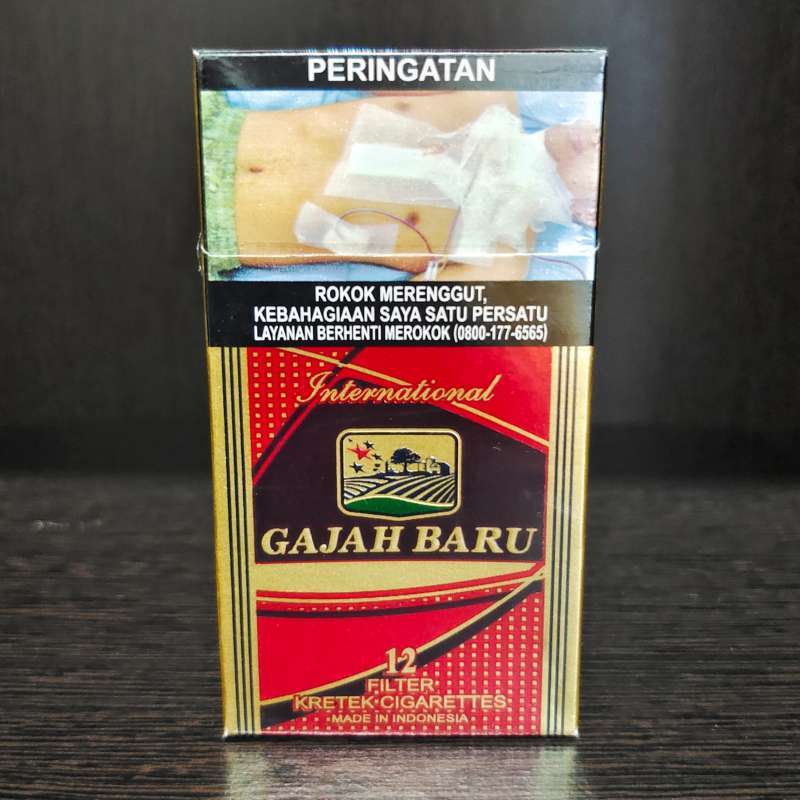 PERINGATAN
ROKOK MERENGGUT,
KEBAHAGIAAN SAYA SATU PERSATU
LAYANAN BERHENTI MEROKOK (0800-177-6565)
International
GAJAH BARU
12
FILTER
KRETEK CIGARETTES
MADE IN INDONESIA